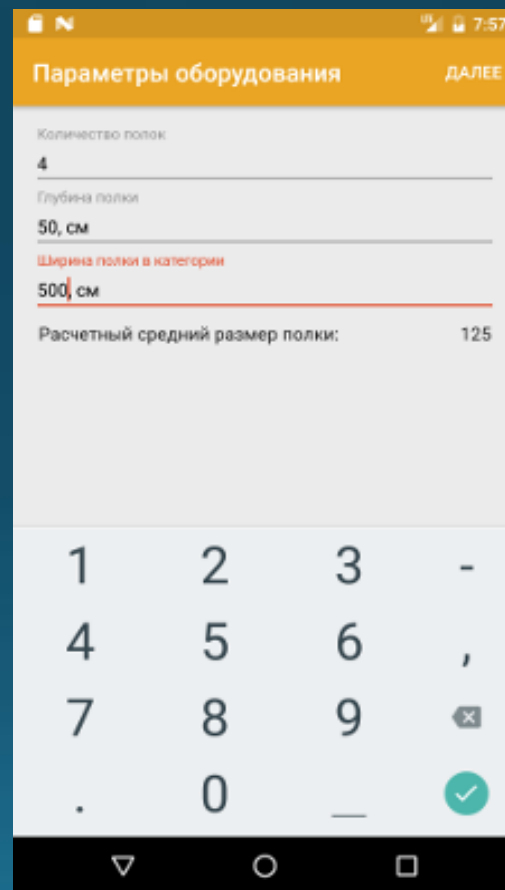 7:57
Параметры оборудования ДАЛЕЕ
Количество полок
4
Глубина полки
50, см
Ширина полки в категории
500, см
Расчетный средний размер полки: 125
1 2 3 -
4 5 6 ,
7 8 9
. 0 _